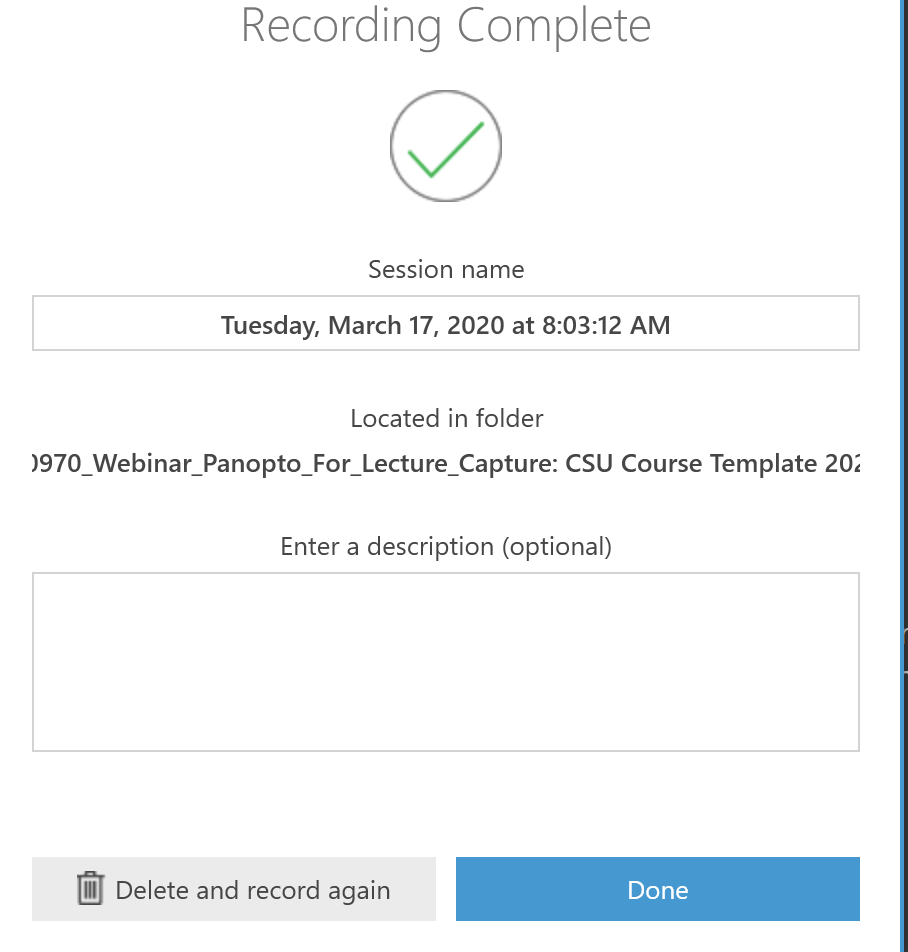 Recording Complete
Session name
Tuesday, March 17, 2020 at 8:03:12 AM
Located in folder
0970_Webinar_Panopto_For_Lecture_Capture: CSU Course Template 202
Enter a description (optional)
Delete and record again
Done